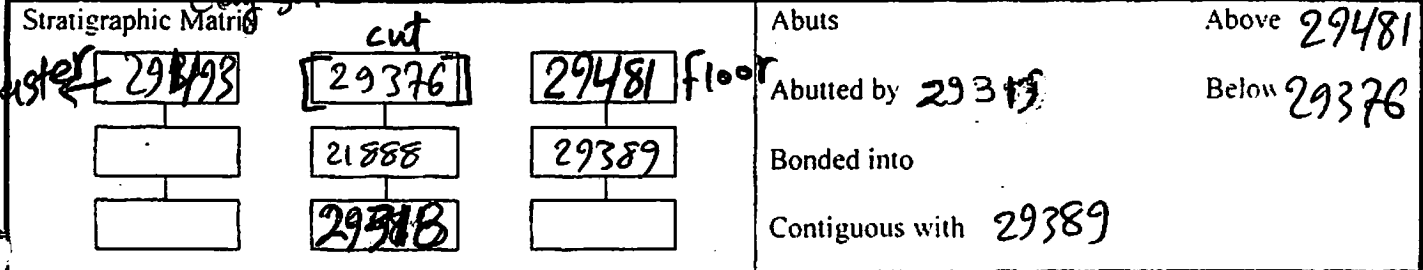 Stratigraphic Matrix
cut
[29376] 29481 floor
21888 29389
Abuts Above 29481
Abutted by Below 29376
Bonded into
Contiguous with 29389